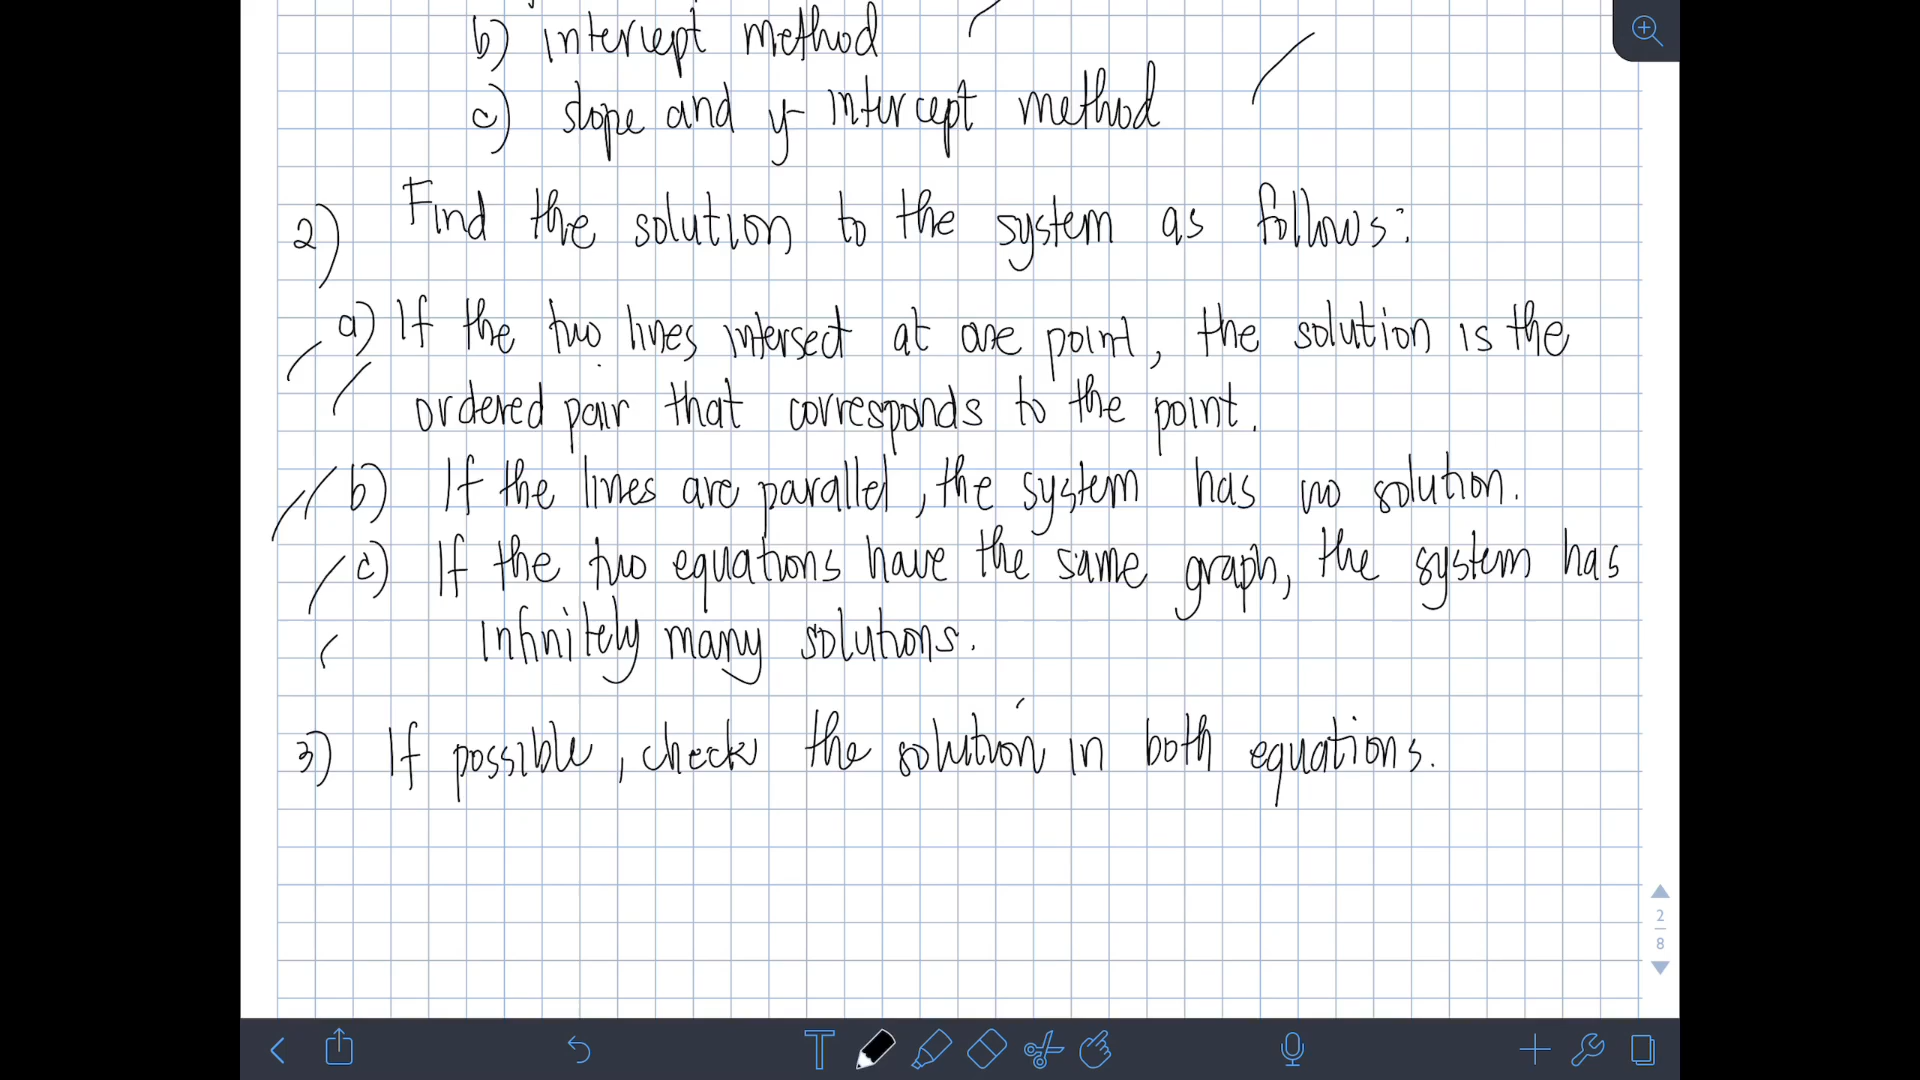 b) intercept method
c) slope and y-intercept method
2) Find the solution to the system as follows:
a) If the two lines intersect at one point, the solution is the
ordered pair that corresponds to the point.
b) If the lines are parallel, the system has no solution.
c) If the two equations have the same graph, the system has
infinitely many solutions.
3) If possible, check the solution in both equations.
2
8
T